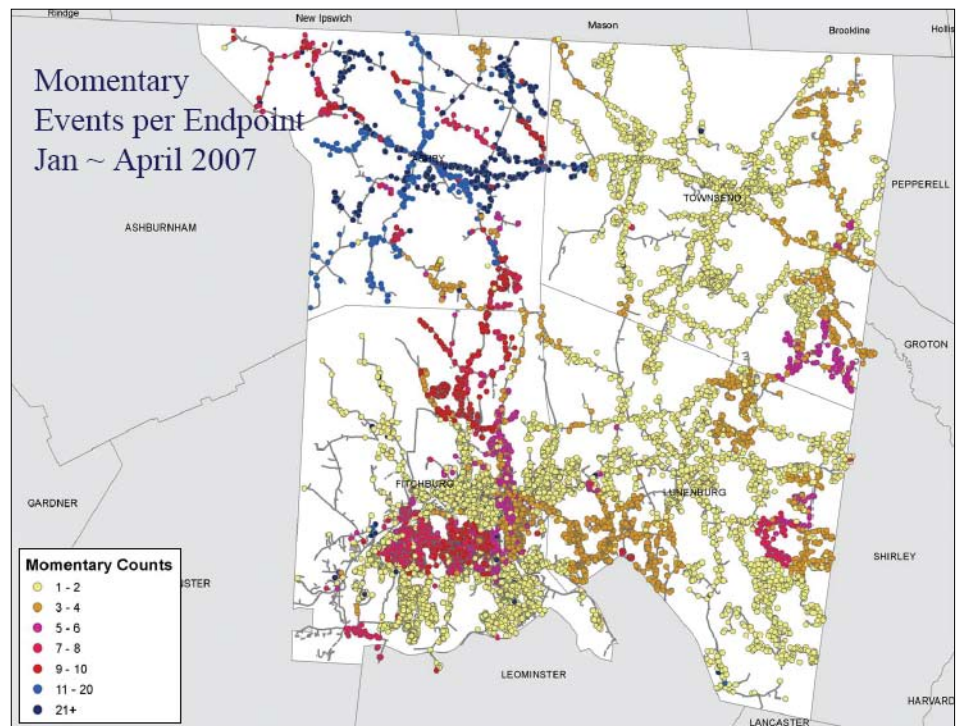 Rindge
New Ipswich
Mason
Brookline
Hollis
Momentary
Events per Endpoint
Jan ~ April 2007
ASHBY
PEPPERELL
TOWNSEND
ASHBURNHAM
GROTON
FITCHBURG
LUNENBURG
GARDNER
SHIRLEY
Momentary Counts
1 - 2
3 - 4
5 - 6
7 - 8
9 - 10
11 - 20
21+
NSTER
LEOMINSTER
HARVARD
LANCASTER